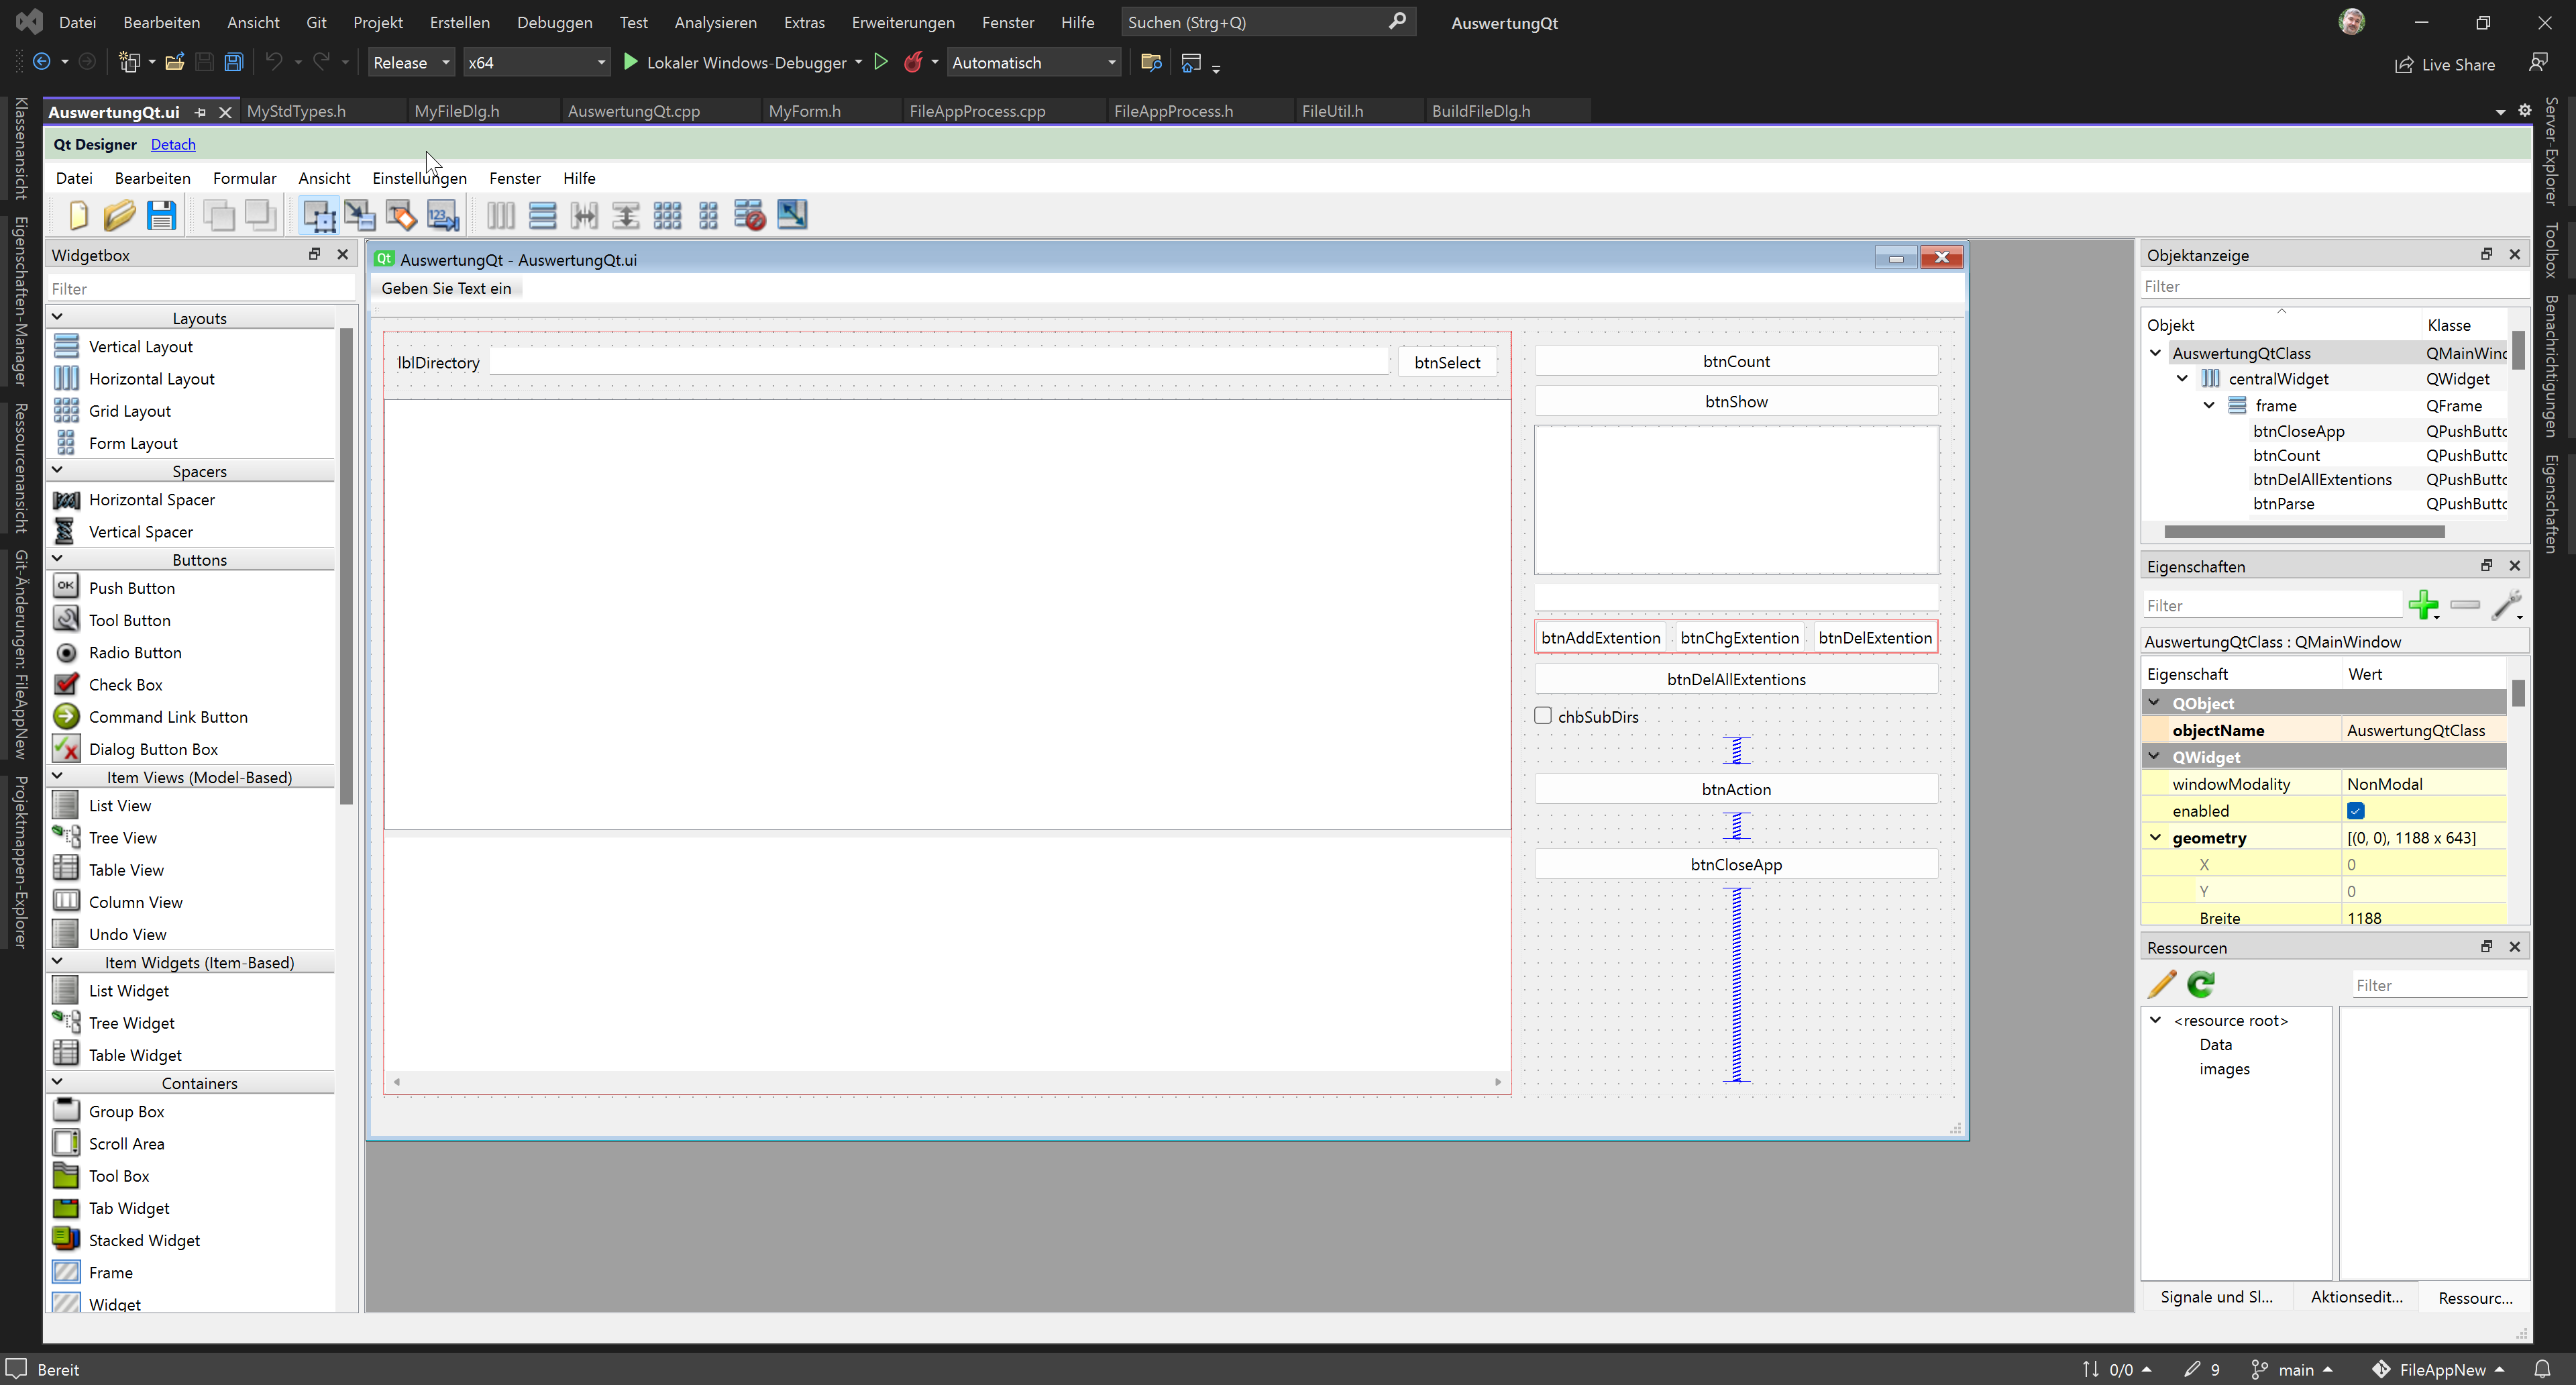 Datei Bearbeiten Ansicht Git Projekt Erstellen Debuggen Test Analysieren Extras Erweiterungen Fenster Hilfe Suchen (Strg+Q) AuswertungQt
Release x64 Lokaler Windows-Debugger Automatisch Live Share
AuswertungQt.ui MyStdTypes.h MyFileDlg.h AuswertungQt.cpp MyForm.h FileAppProcess.cpp FileAppProcess.h FileUtil.h BuildFileDlg.h
Klassenansicht
Eigenschaften-Manager
Ressourcenansicht
Git-Änderungen: FileAppNew
Projektmappen-Explorer
Qt Designer Detach
Datei Bearbeiten Formular Ansicht Einstellungen Fenster Hilfe
123
Widgetbox
Filter
Layouts
Vertical Layout
Horizontal Layout
Grid Layout
Form Layout
Spacers
Horizontal Spacer
Vertical Spacer
Buttons
OK Push Button
Tool Button
Radio Button
Check Box
Command Link Button
Dialog Button Box
Item Views (Model-Based)
List View
Tree View
Table View
Column View
Undo View
Item Widgets (Item-Based)
List Widget
Tree Widget
Table Widget
Containers
Group Box
Scroll Area
Tool Box
Tab Widget
Stacked Widget
Frame
Widget
Qt AuswertungQt - AuswertungQt.ui
Geben Sie Text ein
lblDirectory btnSelect
btnCount
btnShow
btnAddExtention btnChgExtention btnDelExtention
btnDelAllExtentions
chbSubDirs
btnAction
btnCloseApp
Objektanzeige
Filter
Objekt Klasse
AuswertungQtClass QMainWinc
centralWidget QWidget
frame QFrame
btnCloseApp QPushButtc
btnCount QPushButtc
btnDelAllExtentions QPushButtc
btnParse QPushButtc
Eigenschaften
Filter
AuswertungQtClass : QMainWindow
Eigenschaft Wert
QObject
objectName AuswertungQtClass
QWidget
windowModality NonModal
enabled
geometry [(0, 0), 1188 x 643]
X 0
Y 0
Breite 1188
Ressourcen
Filter
<resource root>
Data
images
Signale und Sl... Aktionsedit... Ressourc...
Server-Explorer
Toolbox
Benachrichtigungen
Eigenschaften
Bereit 0/0 9 main FileAppNew